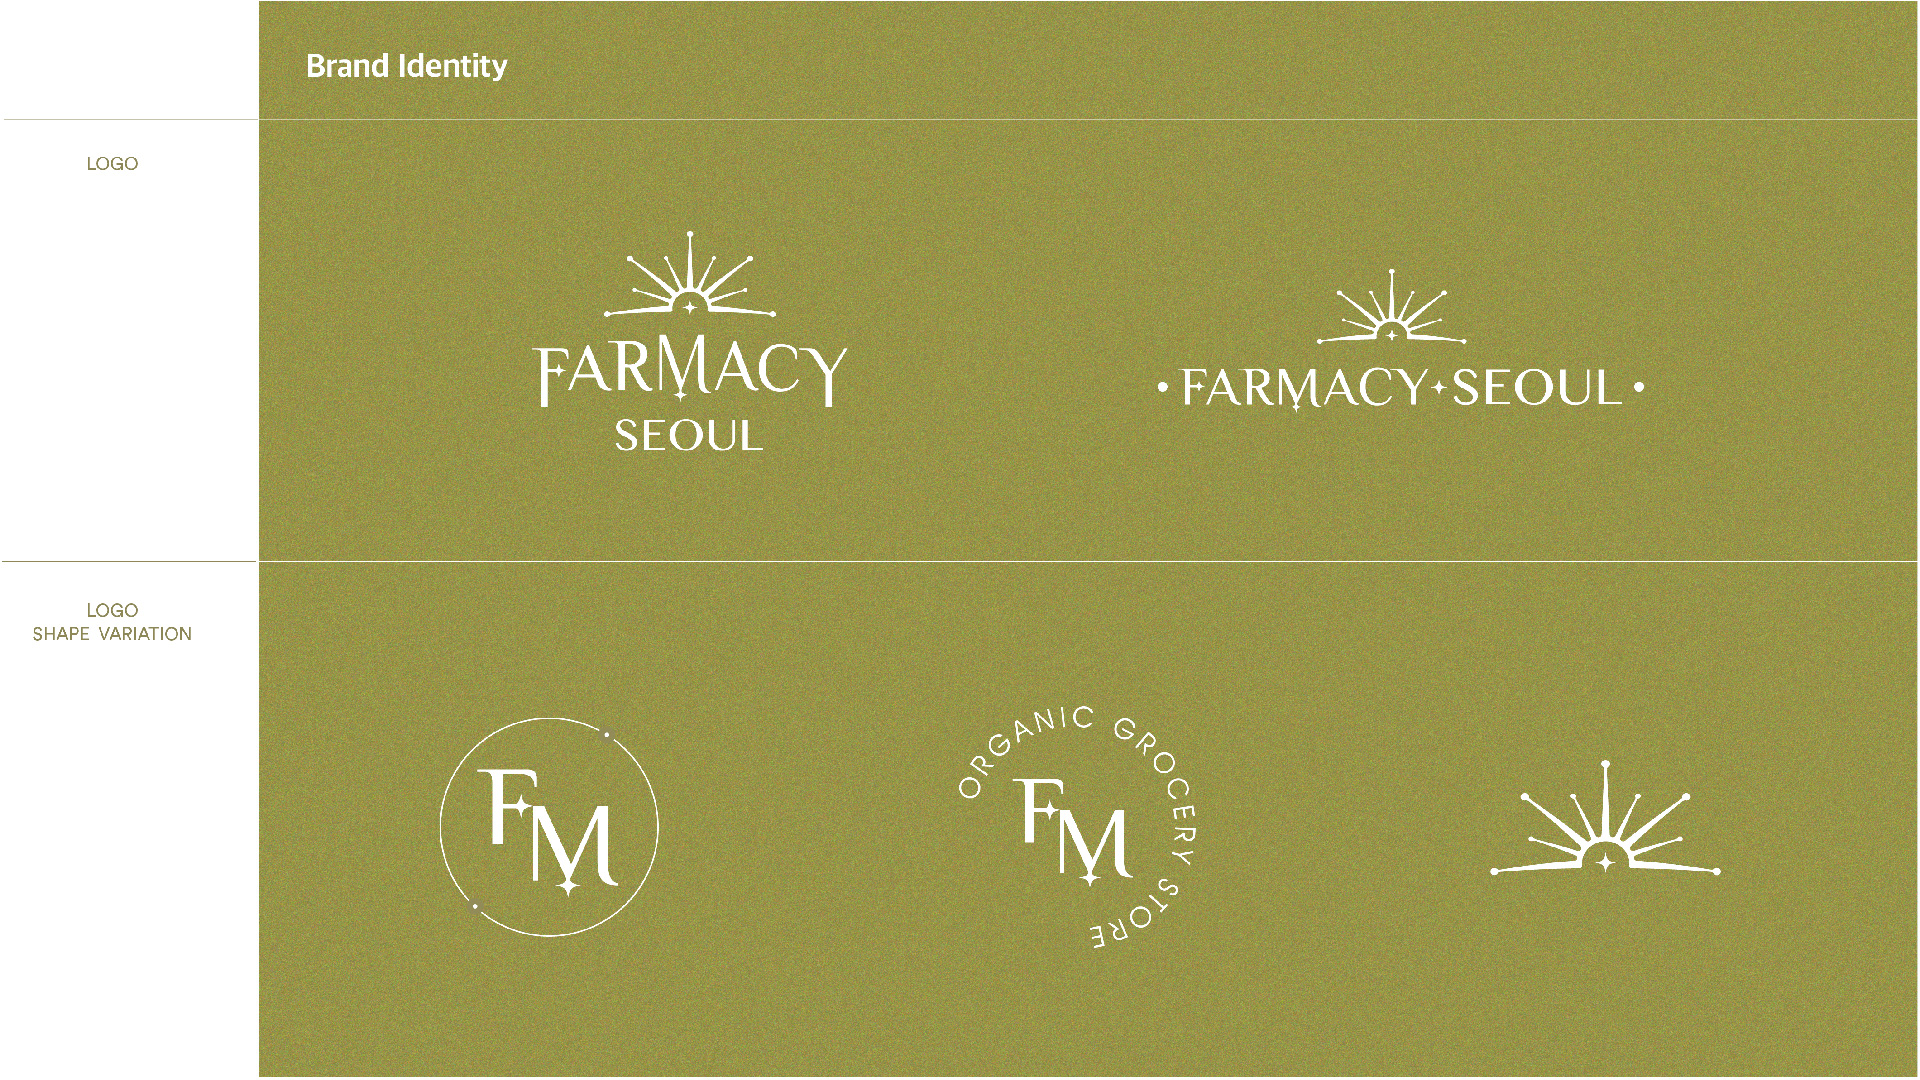 Brand Identity
LOGO
FARMACY
SEOUL
FARMACY SEOUL
LOGO
SHAPE VARIATION
FM
ORGANIC GROCERY STORE
FM